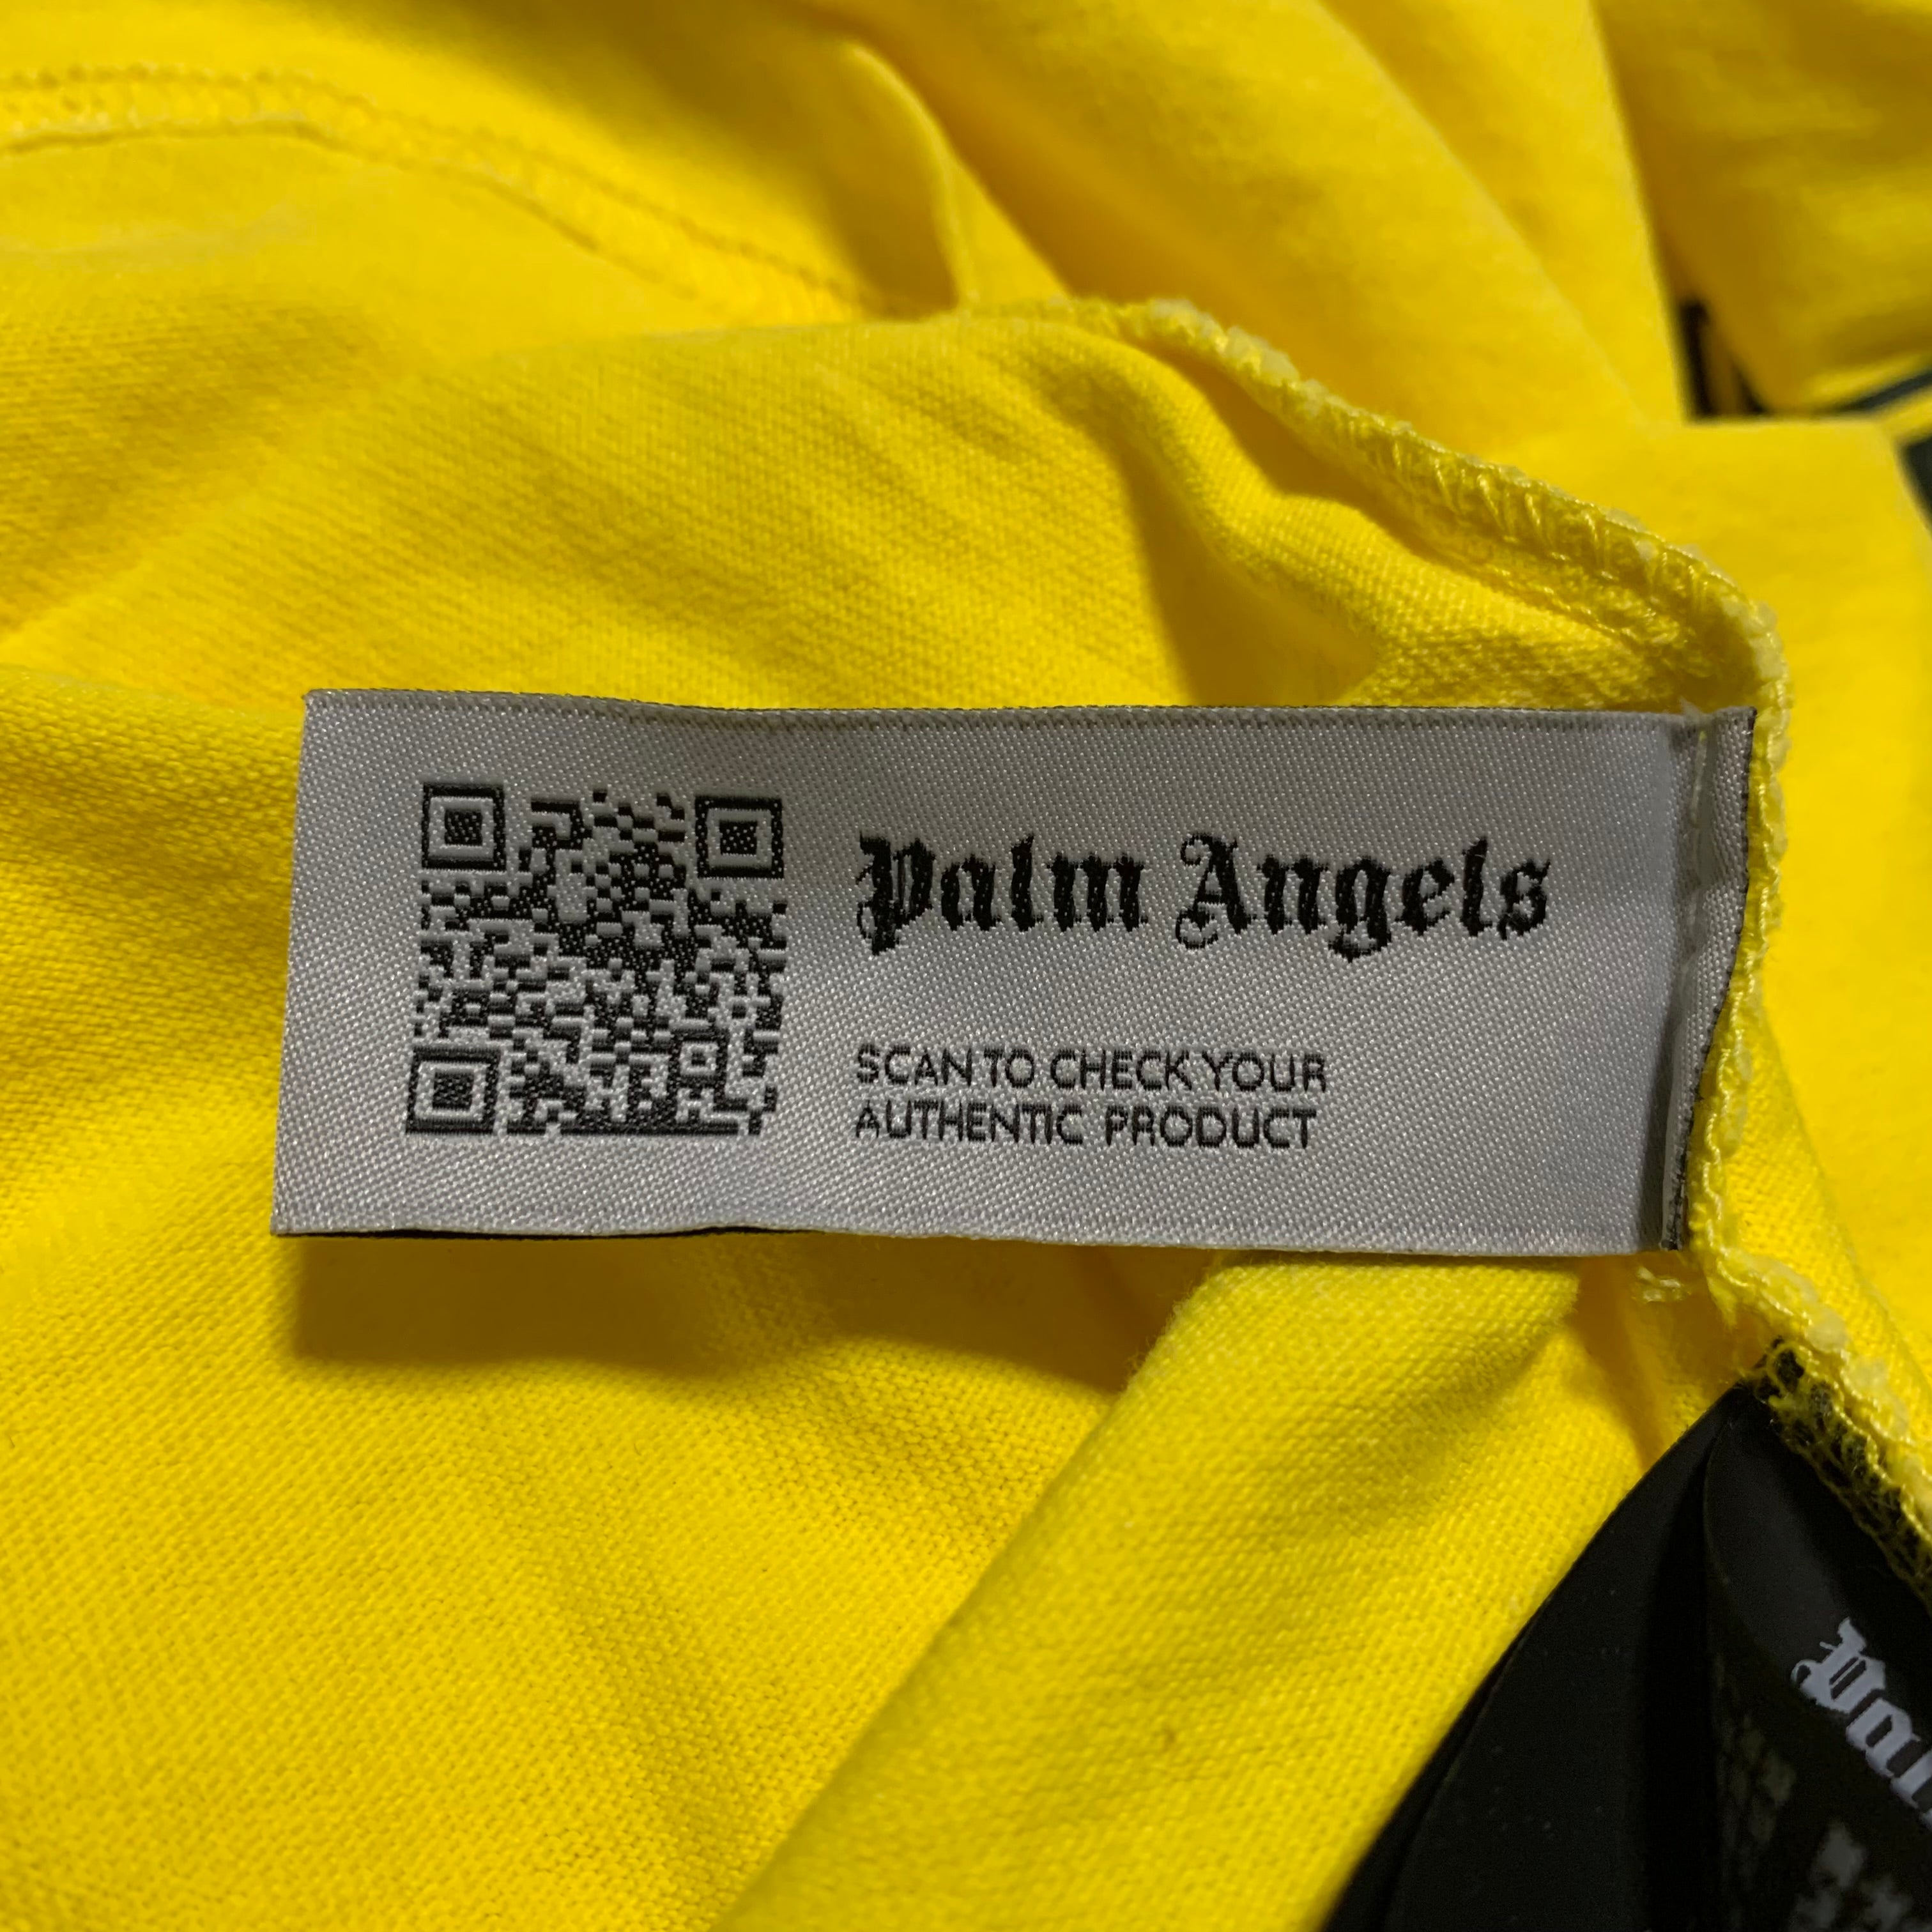 Palm Angels
SCAN TO CHECK YOUR
AUTHENTIC PRODUCT